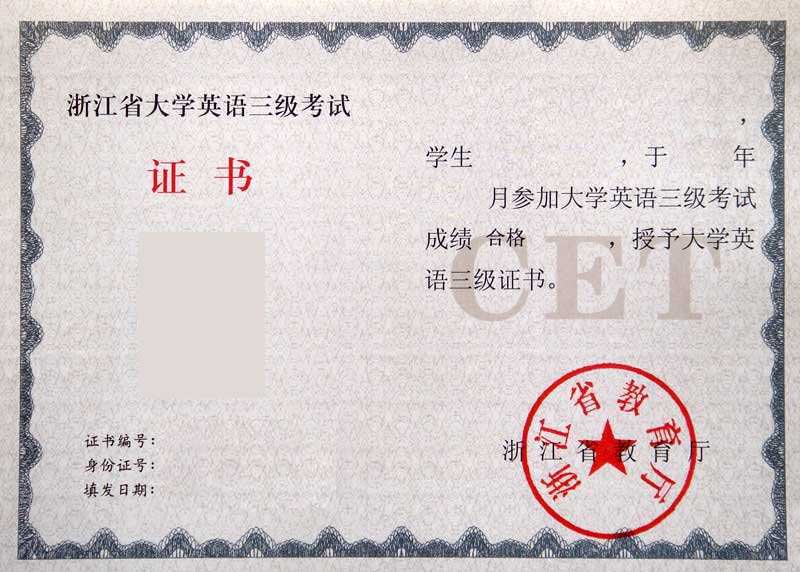 浙江省大学英语三级考试
证书
证书编号：
身份证号：
填发日期：
，
学生 ，于 年
月参加大学英语三级考试
成绩 合格 ，授予大学英
语三级证书。
CET
浙江省教育厅
浙江省教育厅